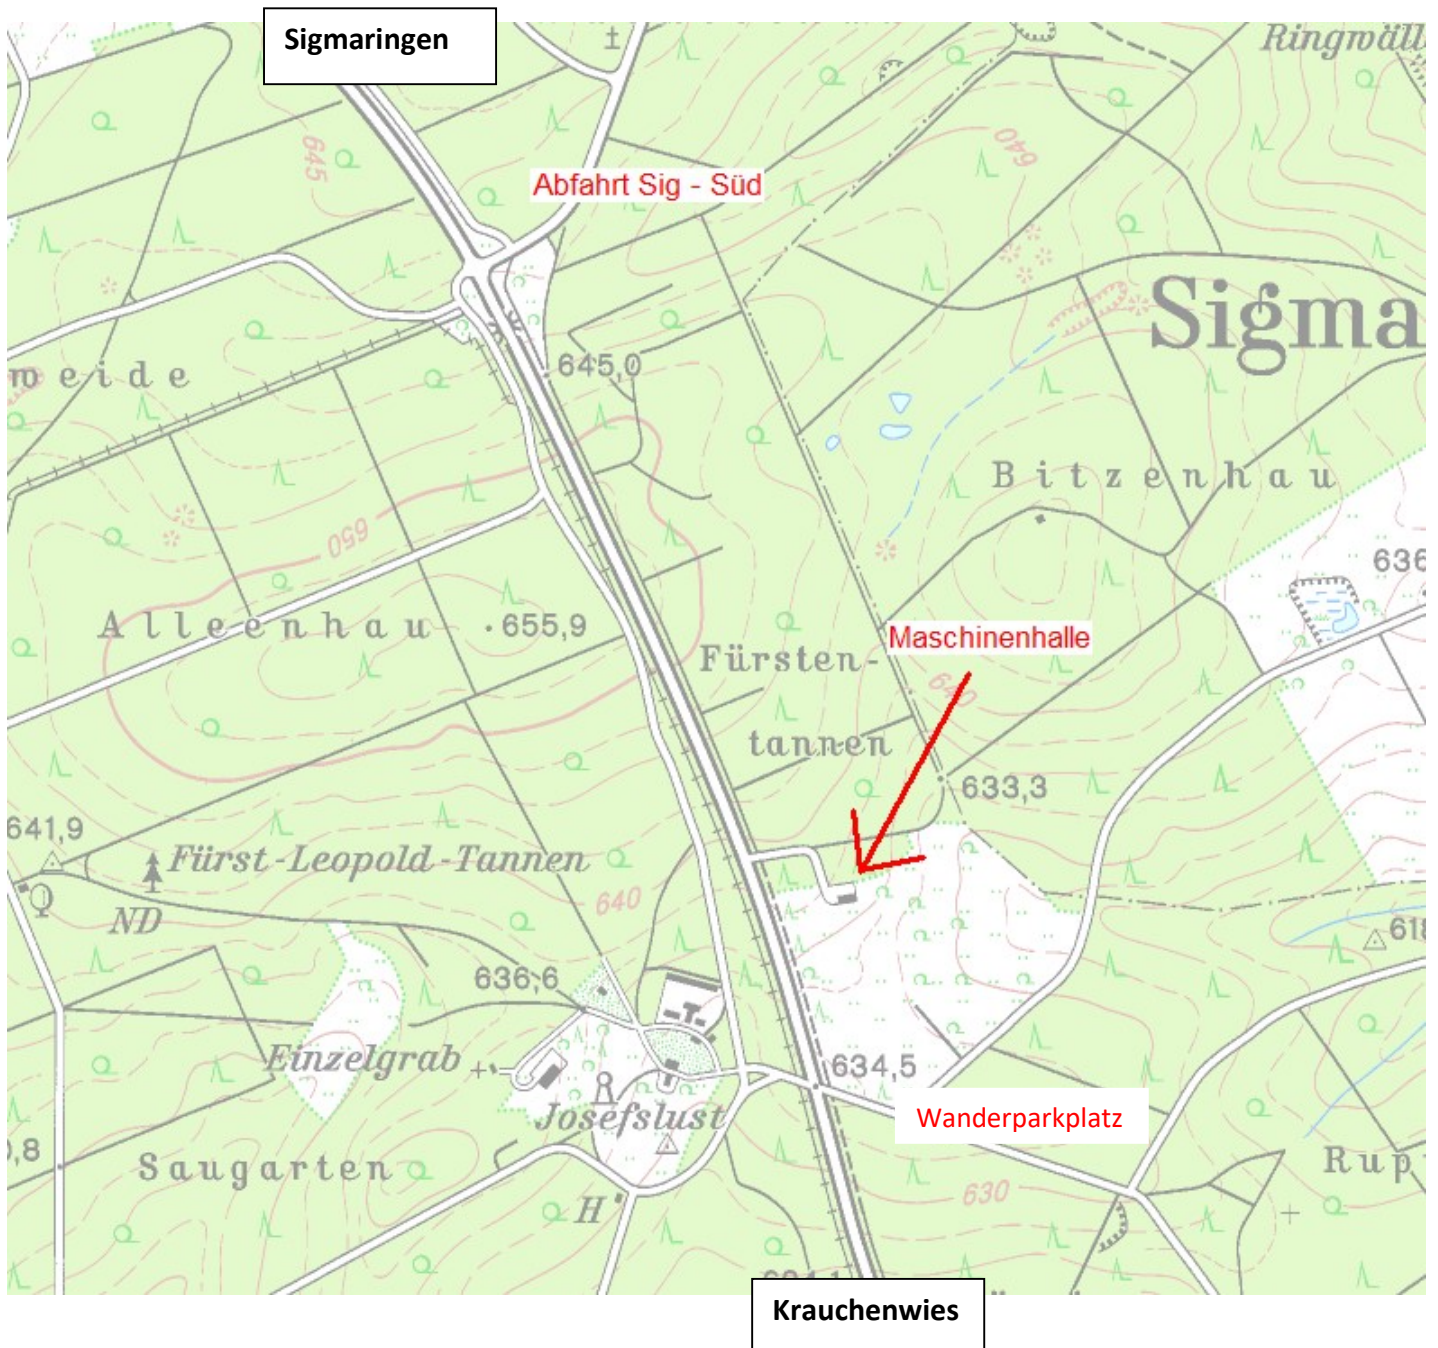 Sigmaringen
Ringwäll
645
640
Abfahrt Sig - Süd
Sigma
645,0
weide
Bitzenhau
650
636
Alleenhau
655,9
Maschinenhalle
Fürsten-
tannen
640
633,3
641,9
Fürst-Leopold-Tannen
ND
640
618
636,6
Einzelgrab
634,5
Josefslust
Wanderparkplatz
,8
Saugarten
Rup
630
H
Krauchenwies